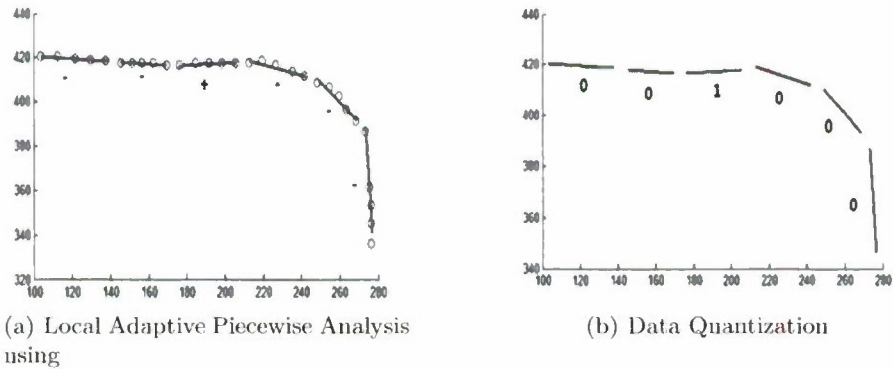 440
420
400
380
360
340
320
100 120 140 160 180 200 220 240 260 280
- - + - - -
(a) Local Adaptive Piecewise Analysis
using
440
420
400
380
360
340
100 120 140 160 180 200 220 240 260 280
0 0 1 0 0 0
(b) Data Quantization